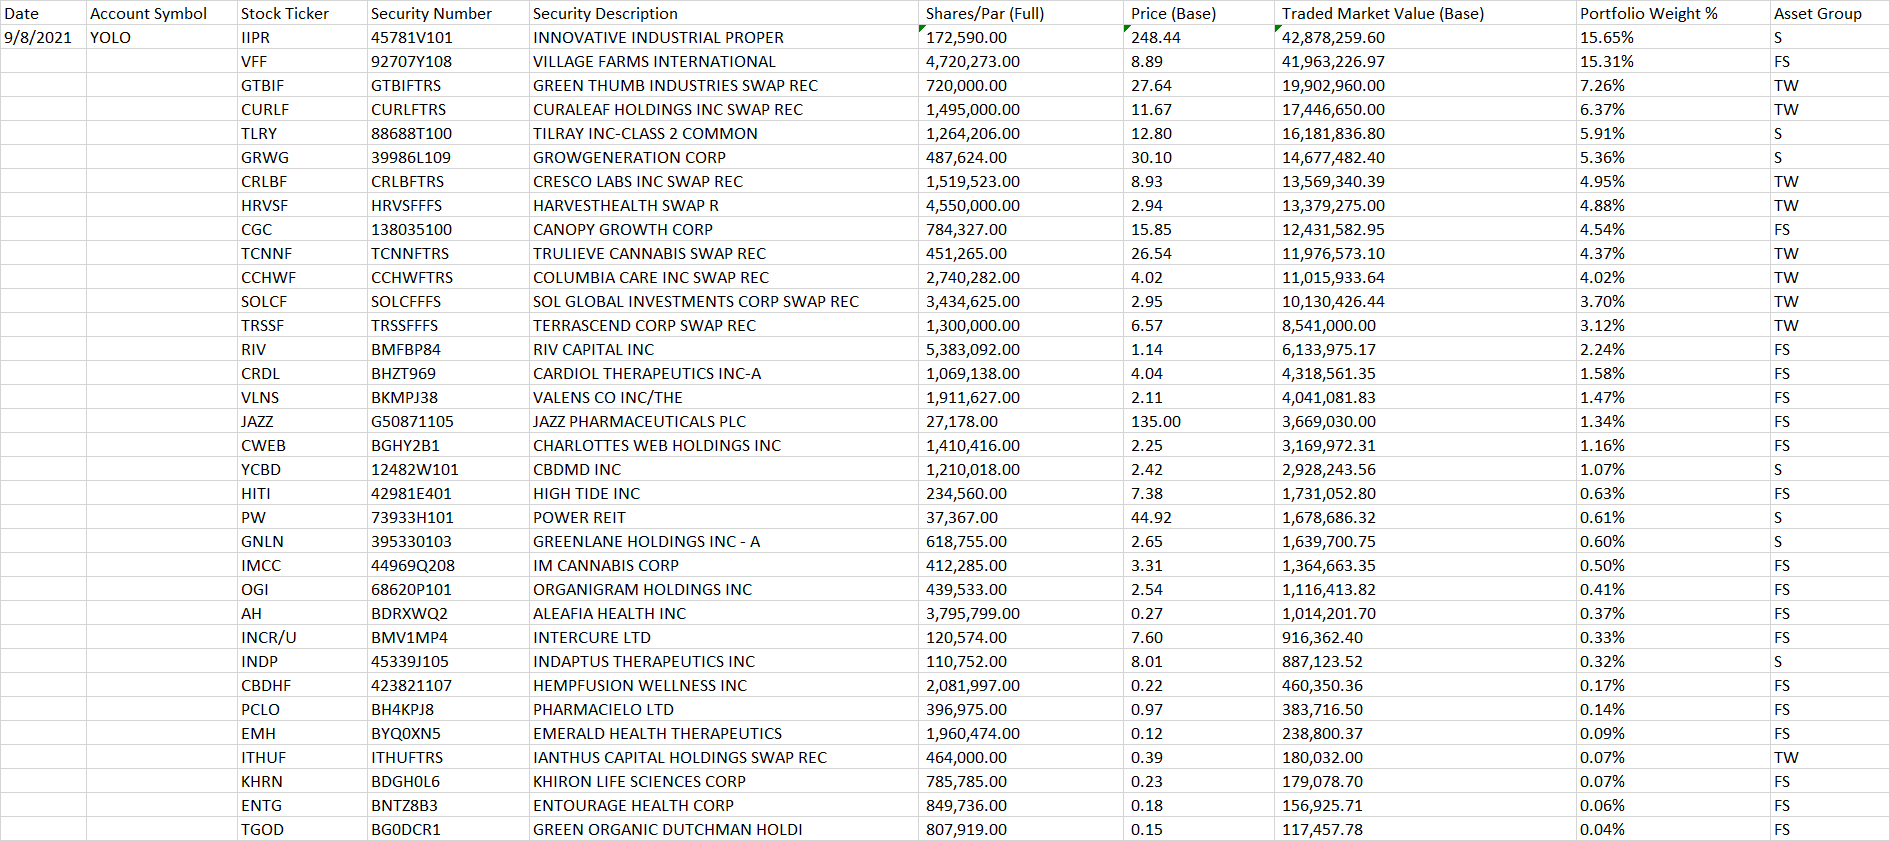 Date Account Symbol Stock Ticker Security Number Security Description Shares/Par (Full) Price (Base) Traded Market Value (Base) Portfolio Weight % Asset Group
9/8/2021 YOLO IIPR 45781V101 INNOVATIVE INDUSTRIAL PROPER 172,590.00 248.44 42,878,259.60 15.65% S
VFF 92707Y108 VILLAGE FARMS INTERNATIONAL 4,720,273.00 8.89 41,963,226.97 15.31% FS
GTBIF GTBIFTRS GREEN THUMB INDUSTRIES SWAP REC 720,000.00 27.64 19,902,960.00 7.26% TW
CURLF CURLFTRS CURALEAF HOLDINGS INC SWAP REC 1,495,000.00 11.67 17,446,650.00 6.37% TW
TLRY 88688T100 TILRAY INC-CLASS 2 COMMON 1,264,206.00 12.80 16,181,836.80 5.91% S
GRWG 39986L109 GROWGENERATION CORP 487,624.00 30.10 14,677,482.40 5.36% S
CRLBF CRLBFTRS CRESCO LABS INC SWAP REC 1,519,523.00 8.93 13,569,340.39 4.95% TW
HRVSF HRVSFFFS HARVESTHEALTH SWAP R 4,550,000.00 2.94 13,379,275.00 4.88% TW
CGC 138035100 CANOPY GROWTH CORP 784,327.00 15.85 12,431,582.95 4.54% FS
TCNNF TCNNFTRS TRULIEVE CANNABIS SWAP REC 451,265.00 26.54 11,976,573.10 4.37% TW
CCHWF CCHWFTRS COLUMBIA CARE INC SWAP REC 2,740,282.00 4.02 11,015,933.64 4.02% TW
SOLCF SOLCFFFS SOL GLOBAL INVESTMENTS CORP SWAP REC 3,434,625.00 2.95 10,130,426.44 3.70% TW
TRSSF TRSSFFFS TERRASCEND CORP SWAP REC 1,300,000.00 6.57 8,541,000.00 3.12% TW
RIV BMFBP84 RIV CAPITAL INC 5,383,092.00 1.14 6,133,975.17 2.24% FS
CRDL BHZT969 CARDIOL THERAPEUTICS INC-A 1,069,138.00 4.04 4,318,561.35 1.58% FS
VLNS BKMPJ38 VALENS CO INC/THE 1,911,627.00 2.11 4,041,081.83 1.47% FS
JAZZ G50871105 JAZZ PHARMACEUTICALS PLC 27,178.00 135.00 3,669,030.00 1.34% FS
CWEB BGHY2B1 CHARLOTTES WEB HOLDINGS INC 1,410,416.00 2.25 3,169,972.31 1.16% FS
YCBD 12482W101 CBDMD INC 1,210,018.00 2.42 2,928,243.56 1.07% S
HITI 42981E401 HIGH TIDE INC 234,560.00 7.38 1,731,052.80 0.63% FS
PW 73933H101 POWER REIT 37,367.00 44.92 1,678,686.32 0.61% S
GNLN 395330103 GREENLANE HOLDINGS INC - A 618,755.00 2.65 1,639,700.75 0.60% S
IMCC 44969Q208 IM CANNABIS CORP 412,285.00 3.31 1,364,663.35 0.50% FS
OGI 68620P101 ORGANIGRAM HOLDINGS INC 439,533.00 2.54 1,116,413.82 0.41% FS
AH BDRXWQ2 ALEAFIA HEALTH INC 3,795,799.00 0.27 1,014,201.70 0.37% FS
INCR/U BMV1MP4 INTERCURE LTD 120,574.00 7.60 916,362.40 0.33% FS
INDP 45339J105 INDAPTUS THERAPEUTICS INC 110,752.00 8.01 887,123.52 0.32% S
CBDHF 423821107 HEMPFUSION WELLNESS INC 2,081,997.00 0.22 460,350.36 0.17% FS
PCLO BH4KPJ8 PHARMACIELO LTD 396,975.00 0.97 383,716.50 0.14% FS
EMH BYQ0XN5 EMERALD HEALTH THERAPEUTICS 1,960,474.00 0.12 238,800.37 0.09% FS
ITHUF ITHUFTRS IANTHUS CAPITAL HOLDINGS SWAP REC 464,000.00 0.39 180,032.00 0.07% TW
KHRN BDGH0L6 KHIRON LIFE SCIENCES CORP 785,785.00 0.23 179,078.70 0.07% FS
ENTG BNTZ8B3 ENTOURAGE HEALTH CORP 849,736.00 0.18 156,925.71 0.06% FS
TGOD BG0DCR1 GREEN ORGANIC DUTCHMAN HOLDI 807,919.00 0.15 117,457.78 0.04% FS